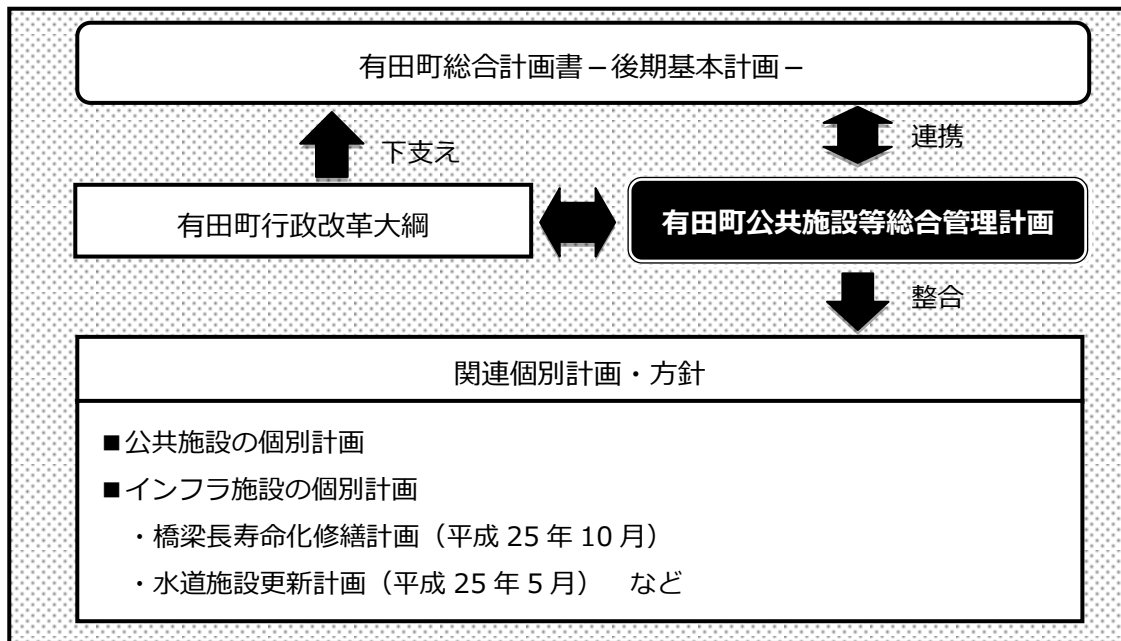 有田町総合計画書－後期基本計画－
下支え
連携
有田町行政改革大綱
有田町公共施設等総合管理計画
整合
関連個別計画・方針
■公共施設の個別計画
■インフラ施設の個別計画
・橋梁長寿命化修繕計画（平成 25 年 10 月）
・水道施設更新計画（平成 25 年 5 月）　など